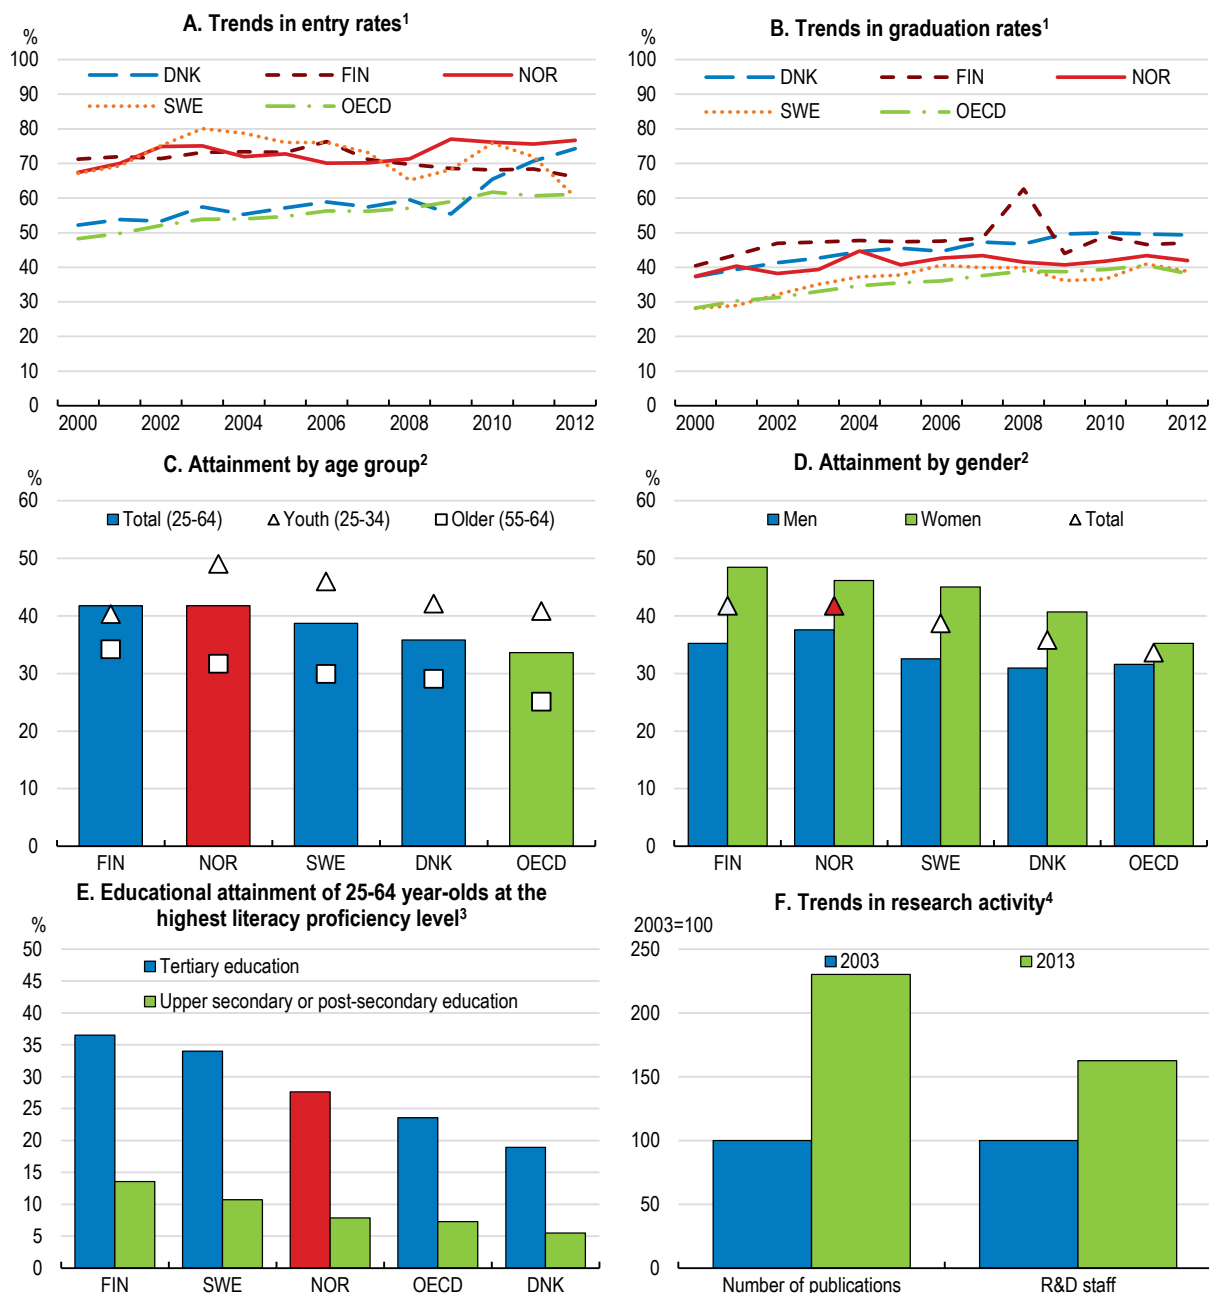 A. Trends in entry rates1
%
100
90
80
70
60
50
40
30
20
10
0
DNK FIN NOR
SWE OECD
2000 2002 2004 2006 2008 2010 2012
B. Trends in graduation rates1
%
100
90
80
70
60
50
40
30
20
10
0
DNK FIN NOR
SWE OECD
2000 2002 2004 2006 2008 2010 2012
C. Attainment by age group2
%
60
50
40
30
20
10
0
Total (25-64) Youth (25-34) Older (55-64)
FIN NOR SWE DNK OECD
D. Attainment by gender2
%
60
50
40
30
20
10
0
Men Women Total
FIN NOR SWE DNK OECD
E. Educational attainment of 25-64 year-olds at the
highest literacy proficiency level3
%
50
45
40
35
30
25
20
15
10
5
0
Tertiary education
Upper secondary or post-secondary education
FIN SWE NOR OECD DNK
F. Trends in research activity4
2003=100
250
200
150
100
50
0
2003 2013
Number of publications R&D staff